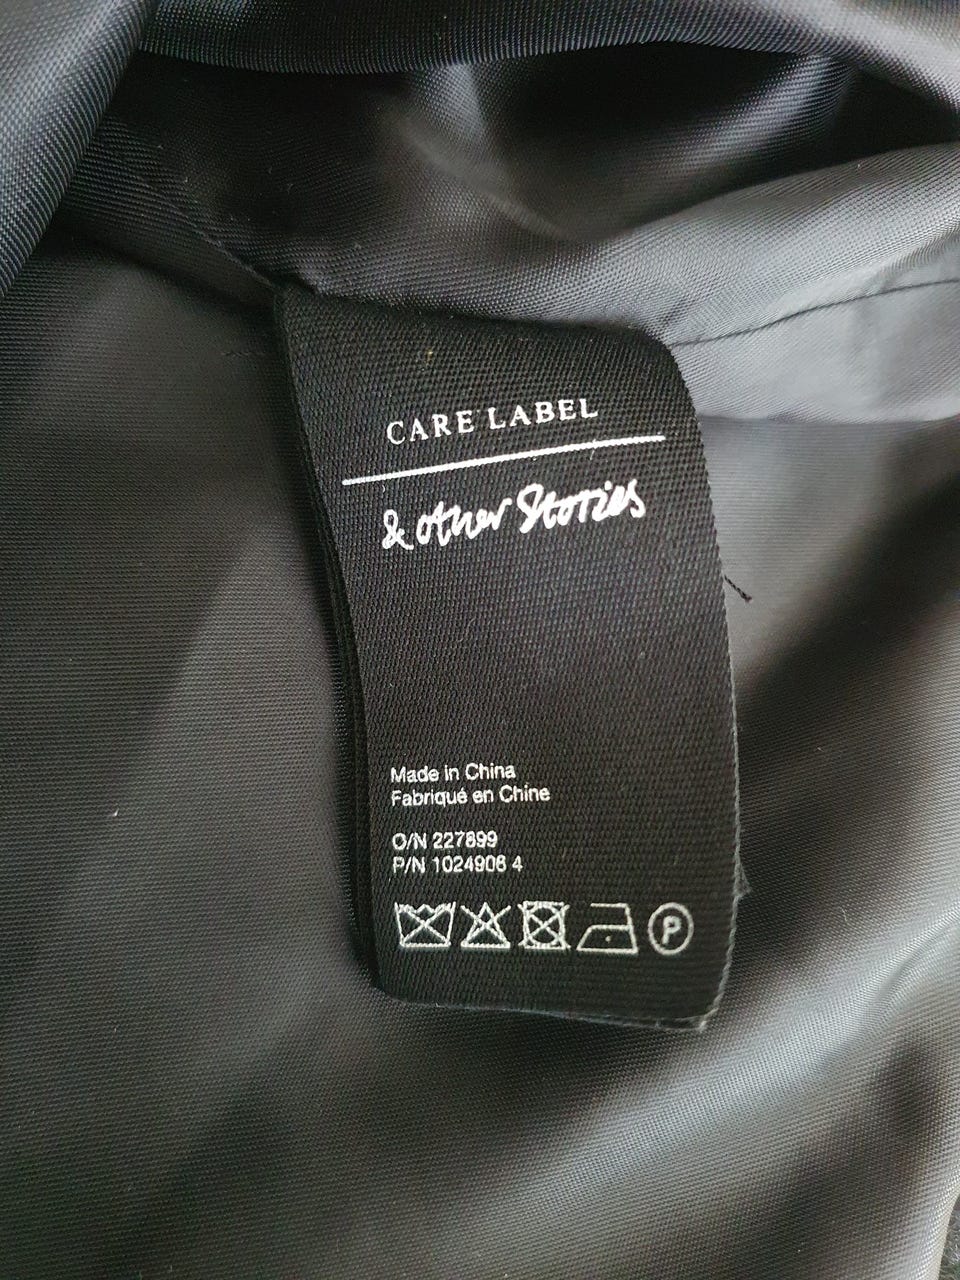 CARE LABEL
& other Stories
Made in China
Fabriqué en Chine
O/N 227899
P/N 1024906 4
P